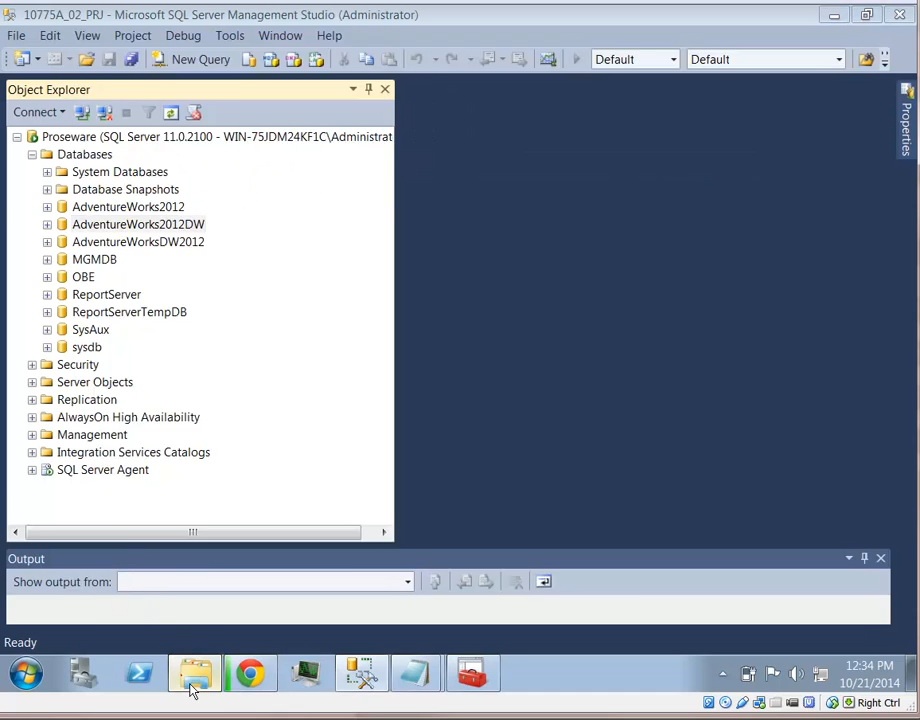 10775A_02_PRJ - Microsoft SQL Server Management Studio (Administrator)
File Edit View Project Debug Tools Window Help
New Query Default Default
Object Explorer
Connect
Proseware (SQL Server 11.0.2100 - WIN-75JDM24KF1C\Administrat
Databases
System Databases
Database Snapshots
AdventureWorks2012
AdventureWorks2012DW
AdventureWorksDW2012
MGMDB
OBE
ReportServer
ReportServerTempDB
SysAux
sysdb
Security
Server Objects
Replication
AlwaysOn High Availability
Management
Integration Services Catalogs
SQL Server Agent
Properties
Output
Show output from:
Ready
12:34 PM
10/21/2014
Right Ctrl